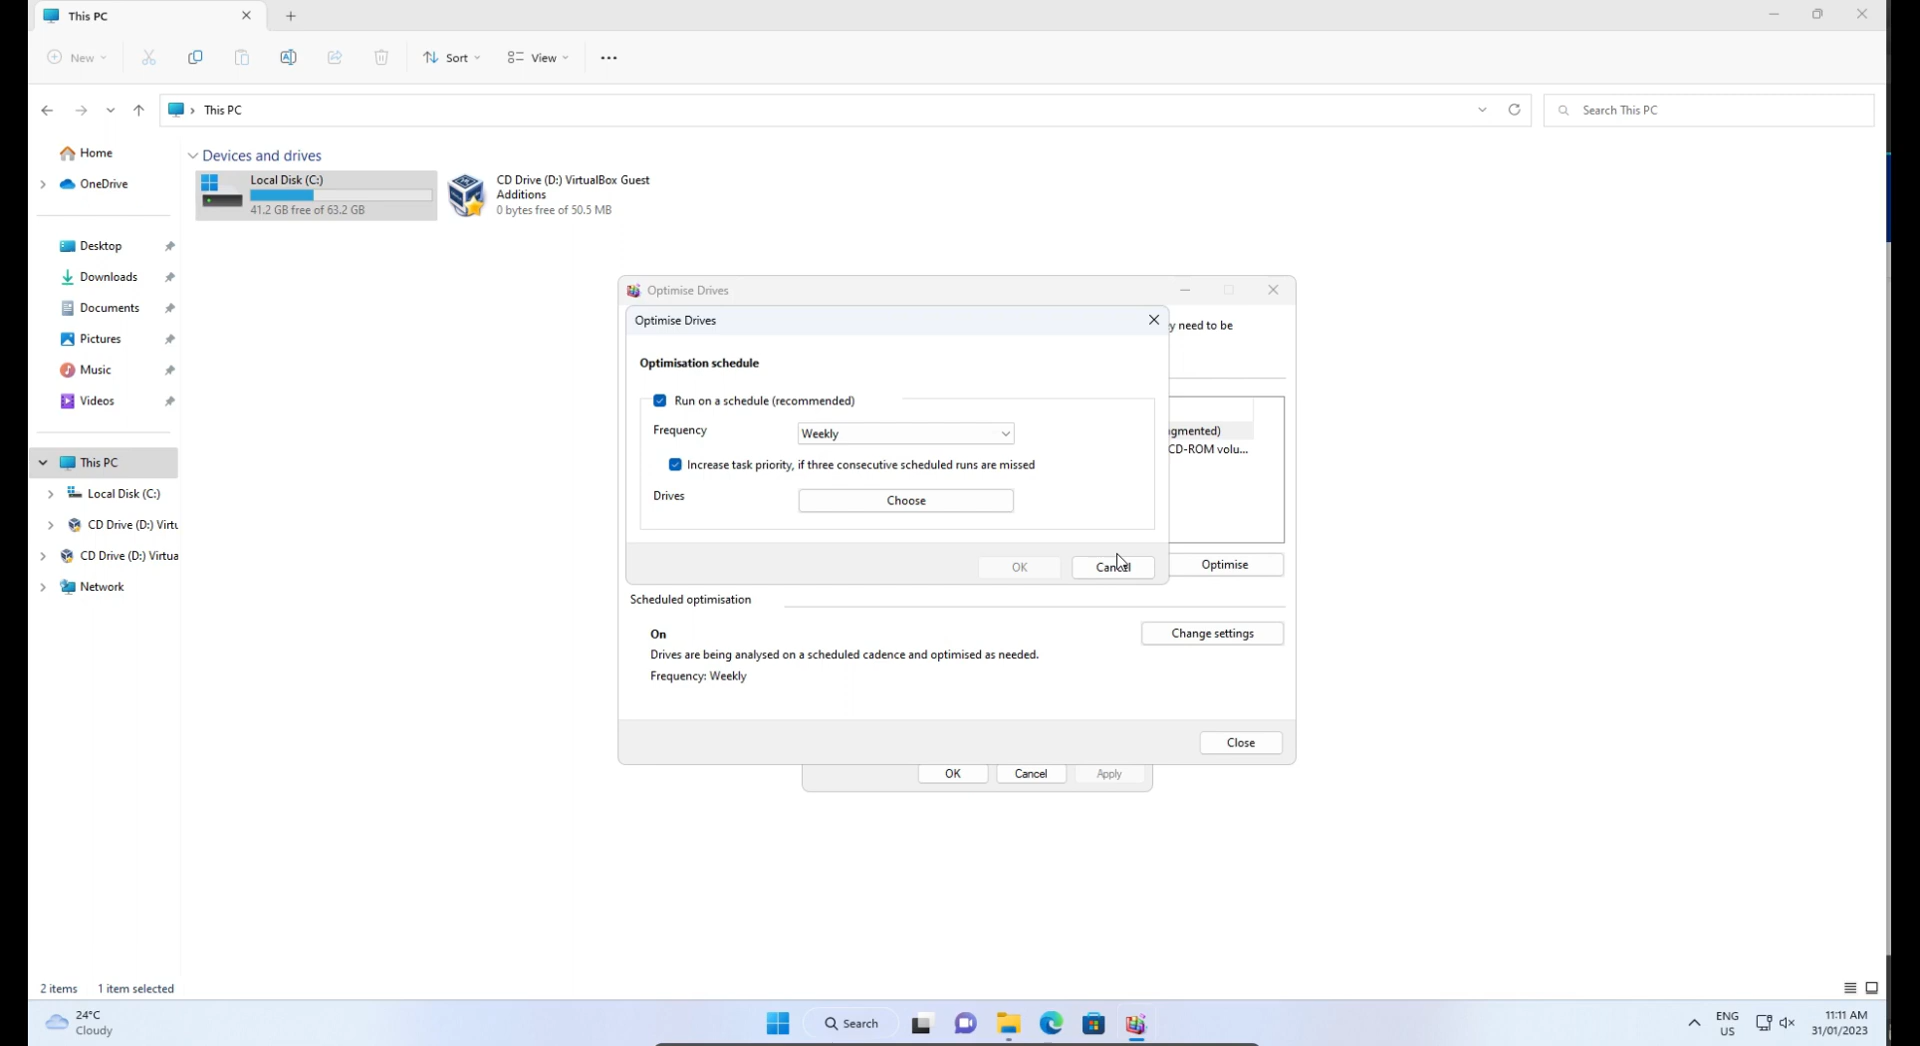 This PC
New
Sort
View
This PC
Search This PC
Home
OneDrive
Desktop
Downloads
Documents
Pictures
Music
Videos
This PC
Local Disk (C:)
CD Drive (D:) Virtu
CD Drive (D:) Virtua
Network
Devices and drives
Local Disk (C:)
41.2 GB free of 63.2 GB
CD Drive (D:) VirtualBox Guest
Additions
0 bytes free of 50.5 MB
Optimise Drives
y need to be
Optimise Drives
Optimisation schedule
Run on a schedule (recommended)
Frequency
Weekly
Increase task priority, if three consecutive scheduled runs are missed
Drives
Choose
OK
Cancel
gmented)
CD-ROM volu...
Optimise
Scheduled optimisation
On
Change settings
Drives are being analysed on a scheduled cadence and optimised as needed.
Frequency: Weekly
Close
OK
Cancel
Apply
2 items
1 item selected
24°C
Cloudy
Search
ENG
US
11:11 AM
31/01/2023